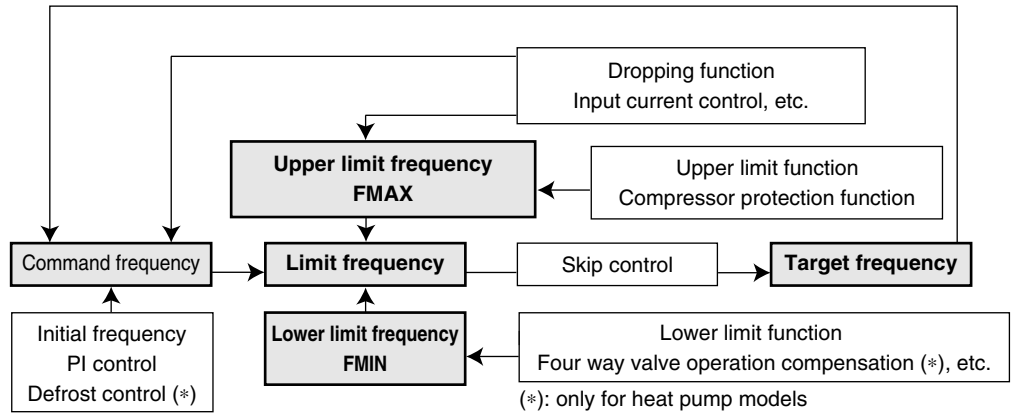 Dropping function
Input current control, etc.
Upper limit frequency
FMAX
Upper limit function
Compressor protection function
Command frequency
Limit frequency
Skip control
Target frequency
Initial frequency
PI control
Defrost control (*)
Lower limit frequency
FMIN
Lower limit function
Four way valve operation compensation (*), etc.
(*): only for heat pump models